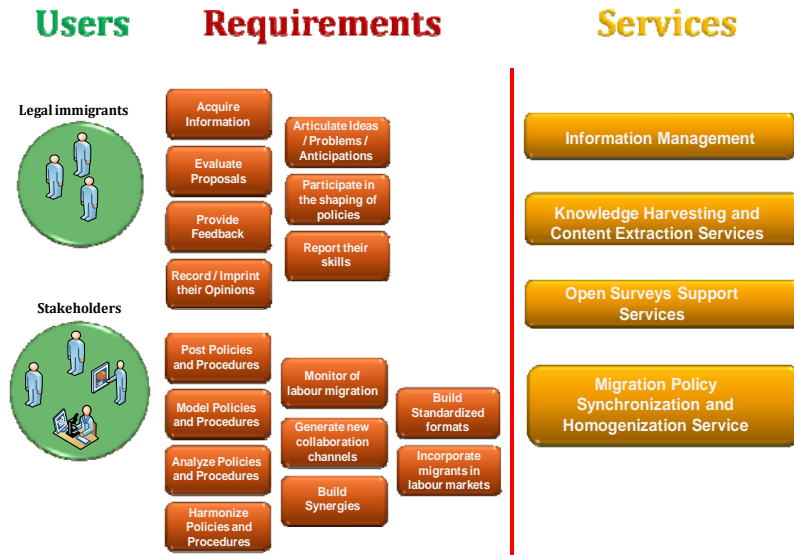 Users
Requirements
Services
Legal immigrants
Acquire
Information
Evaluate
Proposals
Provide
Feedback
Record / Imprint
their Opinions
Articulate Ideas
/ Problems /
Anticipations
Participate in
the shaping of
policies
Report their
skills
Stakeholders
Post Policies
and Procedures
Model Policies
and Procedures
Analyze Policies
and Procedures
Harmonize
Policies and
Procedures
Monitor of
labour migration
Generate new
collaboration
channels
Build
Synergies
Build
Standardized
formats
Incorporate
migrants in
labour markets
Information Management
Knowledge Harvesting and
Content Extraction Services
Open Surveys Support
Services
Migration Policy
Synchronization and
Homogenization Service